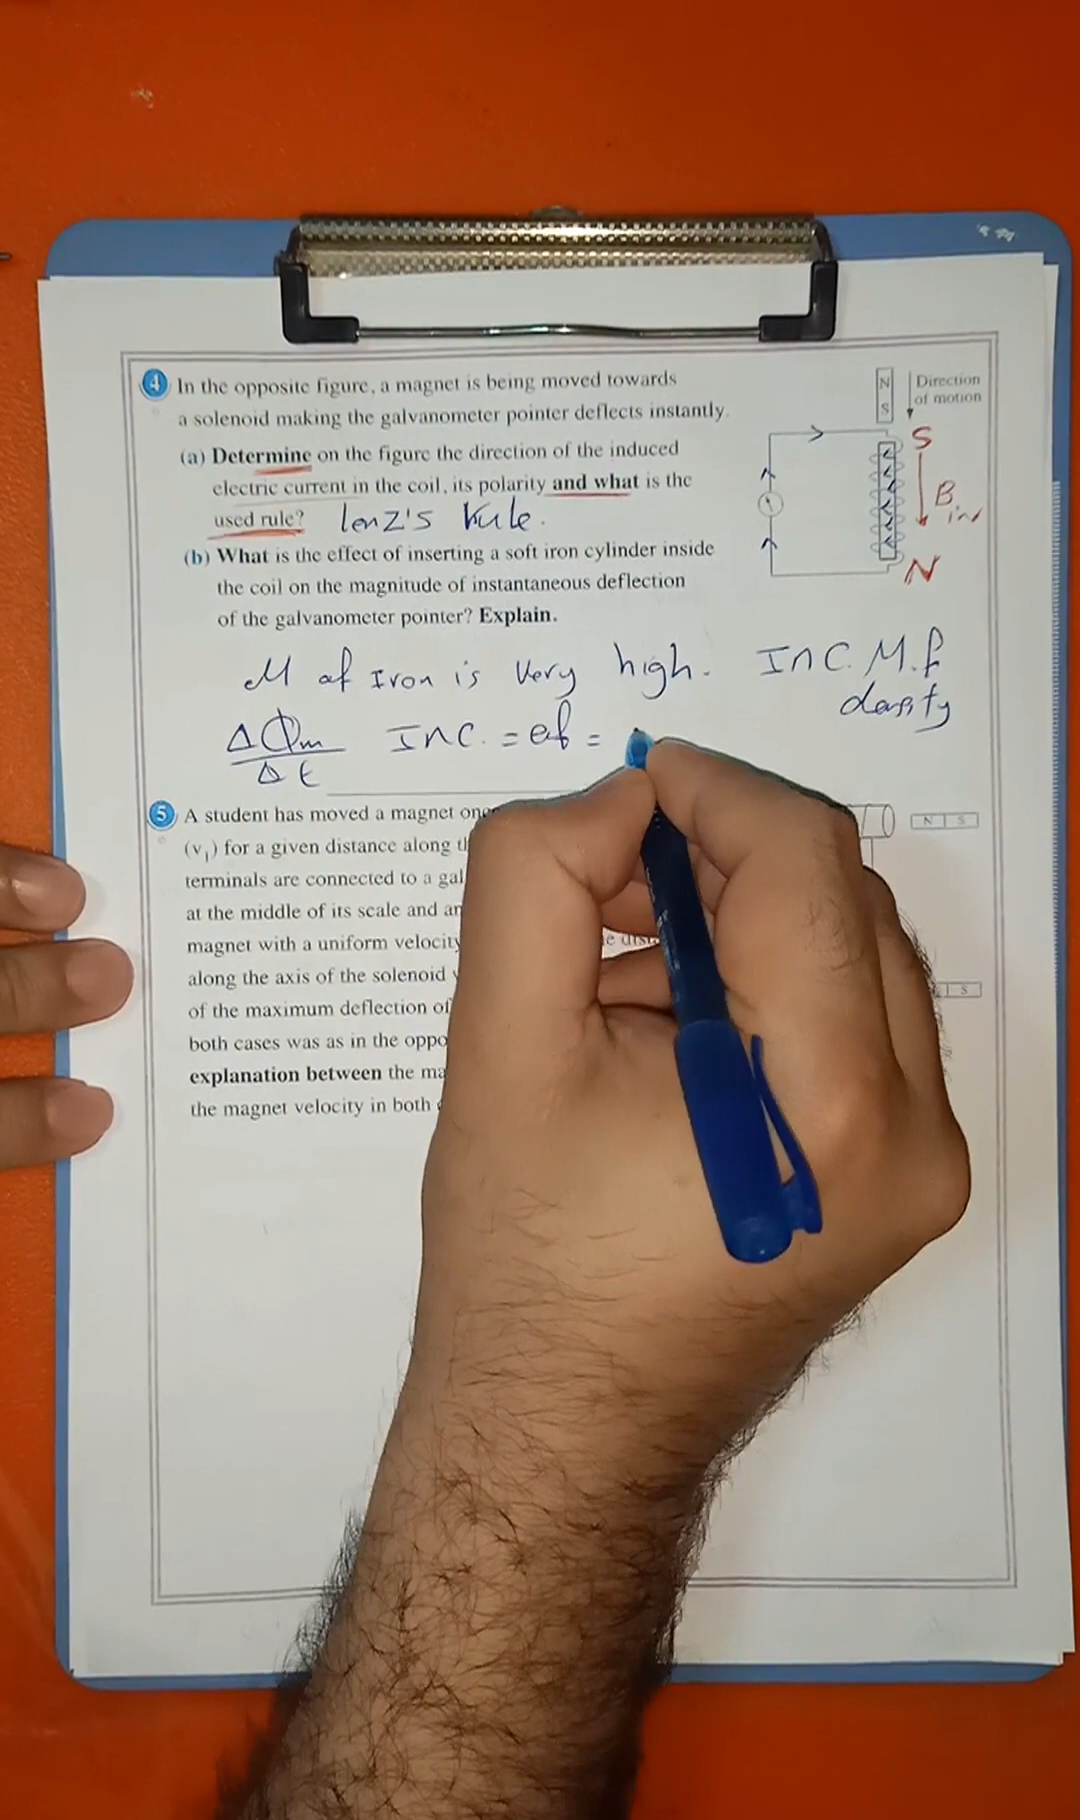 4 In the opposite figure, a magnet is being moved towards
a solenoid making the galvanometer pointer deflects instantly.
(a) Determine on the figure the direction of the induced
electric current in the coil, its polarity and what is the
used rule? lenz's Rule.
(b) What is the effect of inserting a soft iron cylinder inside
the coil on the magnitude of instantaneous deflection
of the galvanometer pointer? Explain.
N
S
Direction
of motion
S
B ind
N
M of Iron is Very high. Inc. M.f
density
ΔΦm
Δt
Inc. = emf =
5 A student has moved a magnet
(v₁) for a given distance along
terminals are connected to a
at the middle of its scale and
magnet with a uniform velocity
along the axis of the solenoid
of the maximum deflection of
both cases was as in the
explanation between the
the magnet velocity in both
N S
S